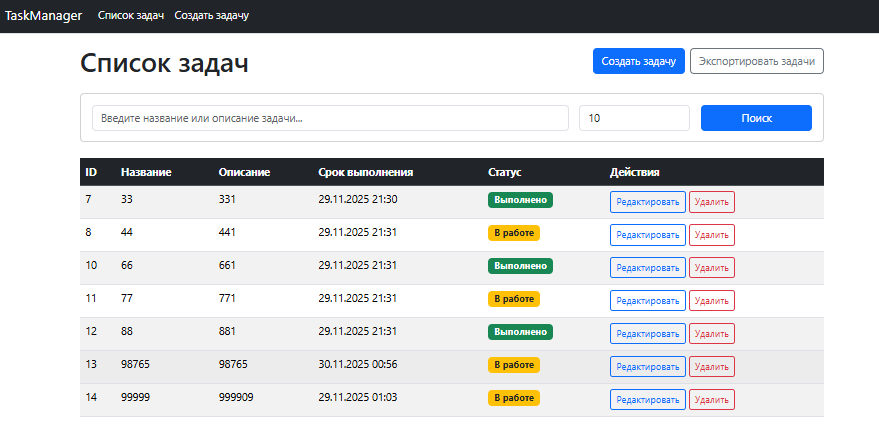 TaskManager Список задач Создать задачу
Список задач Создать задачу Экспортировать задачи
Введите название или описание задачи... 10 Поиск
ID Название Описание Срок выполнения Статус Действия
7 33 331 29.11.2025 21:30 Выполнено Редактировать Удалить
8 44 441 29.11.2025 21:31 В работе Редактировать Удалить
10 66 661 29.11.2025 21:31 Выполнено Редактировать Удалить
11 77 771 29.11.2025 21:31 В работе Редактировать Удалить
12 88 881 29.11.2025 21:31 Выполнено Редактировать Удалить
13 98765 98765 30.11.2025 00:56 В работе Редактировать Удалить
14 99999 999909 29.11.2025 01:03 В работе Редактировать Удалить